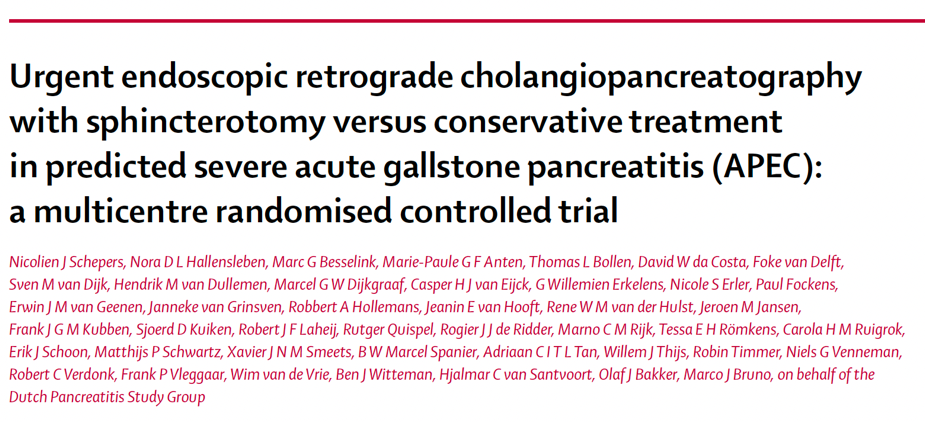 Urgent endoscopic retrograde cholangiopancreatography
with sphincterotomy versus conservative treatment
in predicted severe acute gallstone pancreatitis (APEC):
a multicentre randomised controlled trial
Nicolien J Schepers, Nora D L Hallensleben, Marc G Besselink, Marie-Paule G F Anten, Thomas L Bollen, David W da Costa, Foke van Delft,
Sven M van Dijk, Hendrik M van Dullemen, Marcel G W Dijkgraaf, Casper H J van Eijck, G Willemien Erkelens, Nicole S Erler, Paul Fockens,
Erwin J M van Geenen, Janneke van Grinsven, Robbert A Hollemans, Jeanin E van Hooft, Rene W M van der Hulst, Jeroen M Jansen,
Frank J G M Kubben, Sjoerd D Kuiken, Robert J F Laheij, Rutger Quispel, Rogier J J de Ridder, Marno C M Rijk, Tessa E H Römkens, Carola H M Ruigrok,
Erik J Schoon, Matthijs P Schwartz, Xavier J N M Smeets, B W Marcel Spanier, Adriaan C I T L Tan, Willem J Thijs, Robin Timmer, Niels G Venneman,
Robert C Verdonk, Frank P Vleggaar, Wim van de Vrie, Ben J Witteman, Hjalmar C van Santvoort, Olaf J Bakker, Marco J Bruno, on behalf of the
Dutch Pancreatitis Study Group